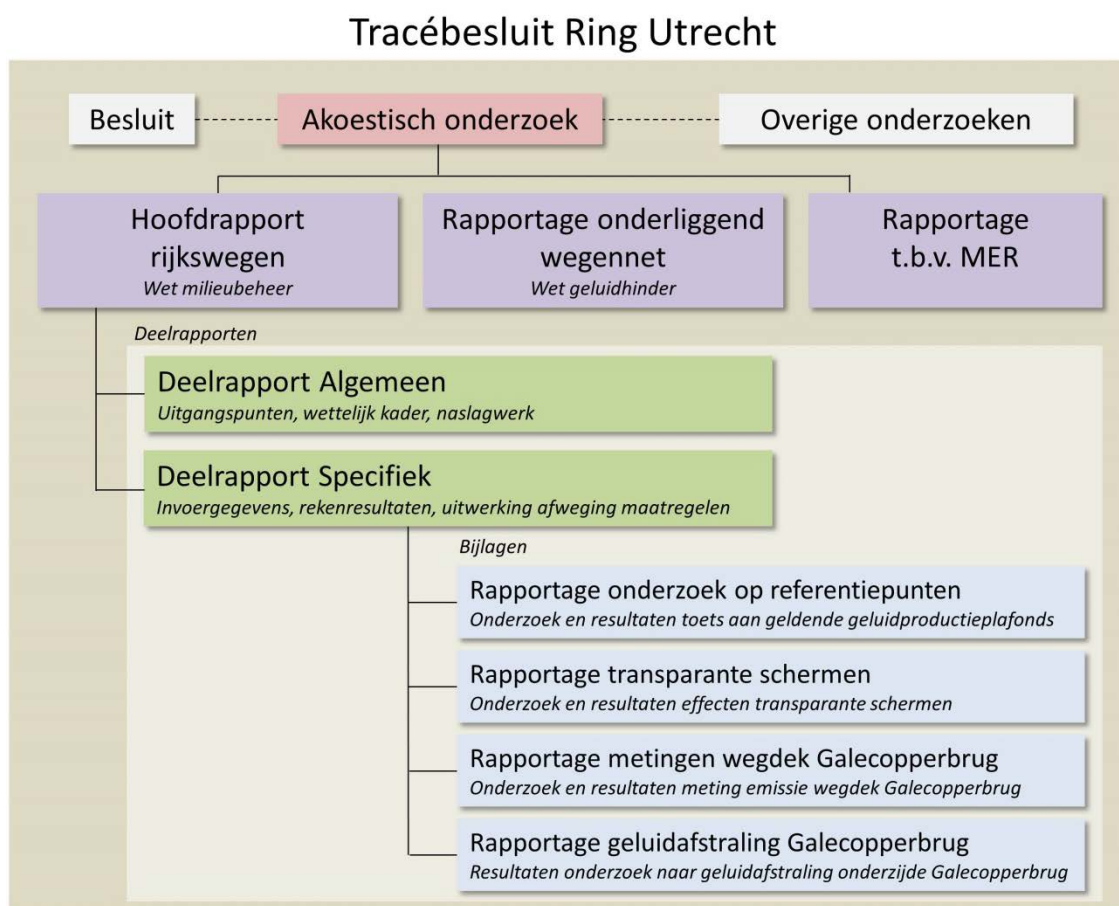 Tracébesluit Ring Utrecht
Besluit
Akoestisch onderzoek
Overige onderzoeken
Hoofdrapport
rijkswegen
Wet milieubeheer
Rapportage onderliggend
wegennet
Wet geluidhinder
Rapportage
t.b.v. MER
Deelrapporten
Deelrapport Algemeen
Uitgangspunten, wettelijk kader, naslagwerk
Deelrapport Specifiek
Invoergegevens, rekenresultaten, uitwerking afweging maatregelen
Bijlagen
Rapportage onderzoek op referentiepunten
Onderzoek en resultaten toets aan geldende geluidproductieplafonds
Rapportage transparante schermen
Onderzoek en resultaten effecten transparante schermen
Rapportage metingen wegdek Galecopperbrug
Onderzoek en resultaten meting emissie wegdek Galecopperbrug
Rapportage geluidafstraling Galecopperbrug
Resultaten onderzoek naar geluidafstraling onderzijde Galecopperbrug